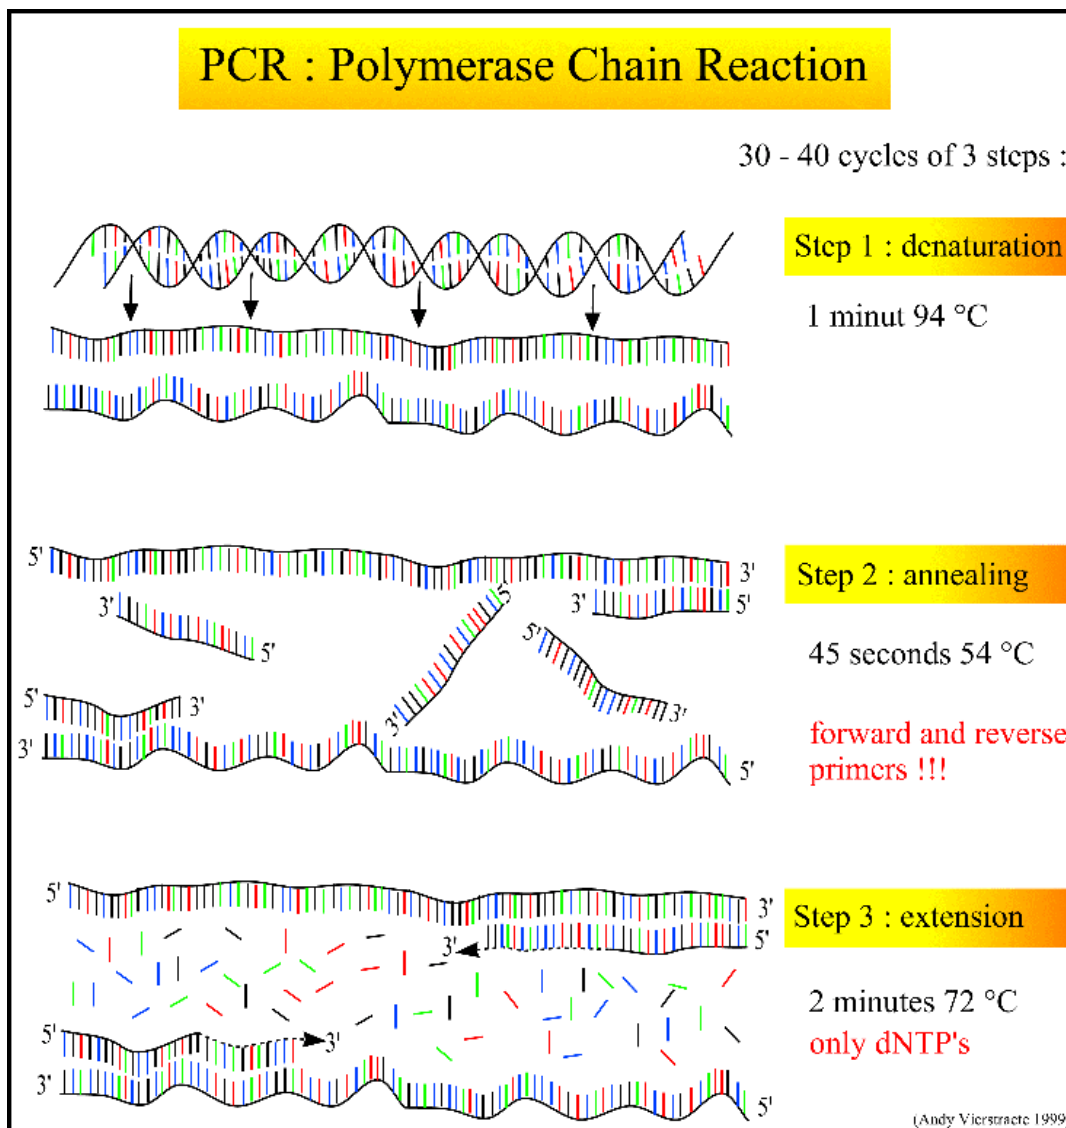 PCR : Polymerase Chain Reaction
30 - 40 cycles of 3 steps :
Step 1 : denaturation
1 minut 94 °C
5'
3'
Step 2 : annealing
3'
5'
3'
5'
45 seconds 54 °C
5'
5'
3'
3'
3'
5'
3'
forward and reverse
primers !!!
5'
5'
3'
Step 3 : extension
3'
5'
2 minutes 72 °C
5'
3'
only dNTP's
3'
5'
(Andy Vierstraete 1999)